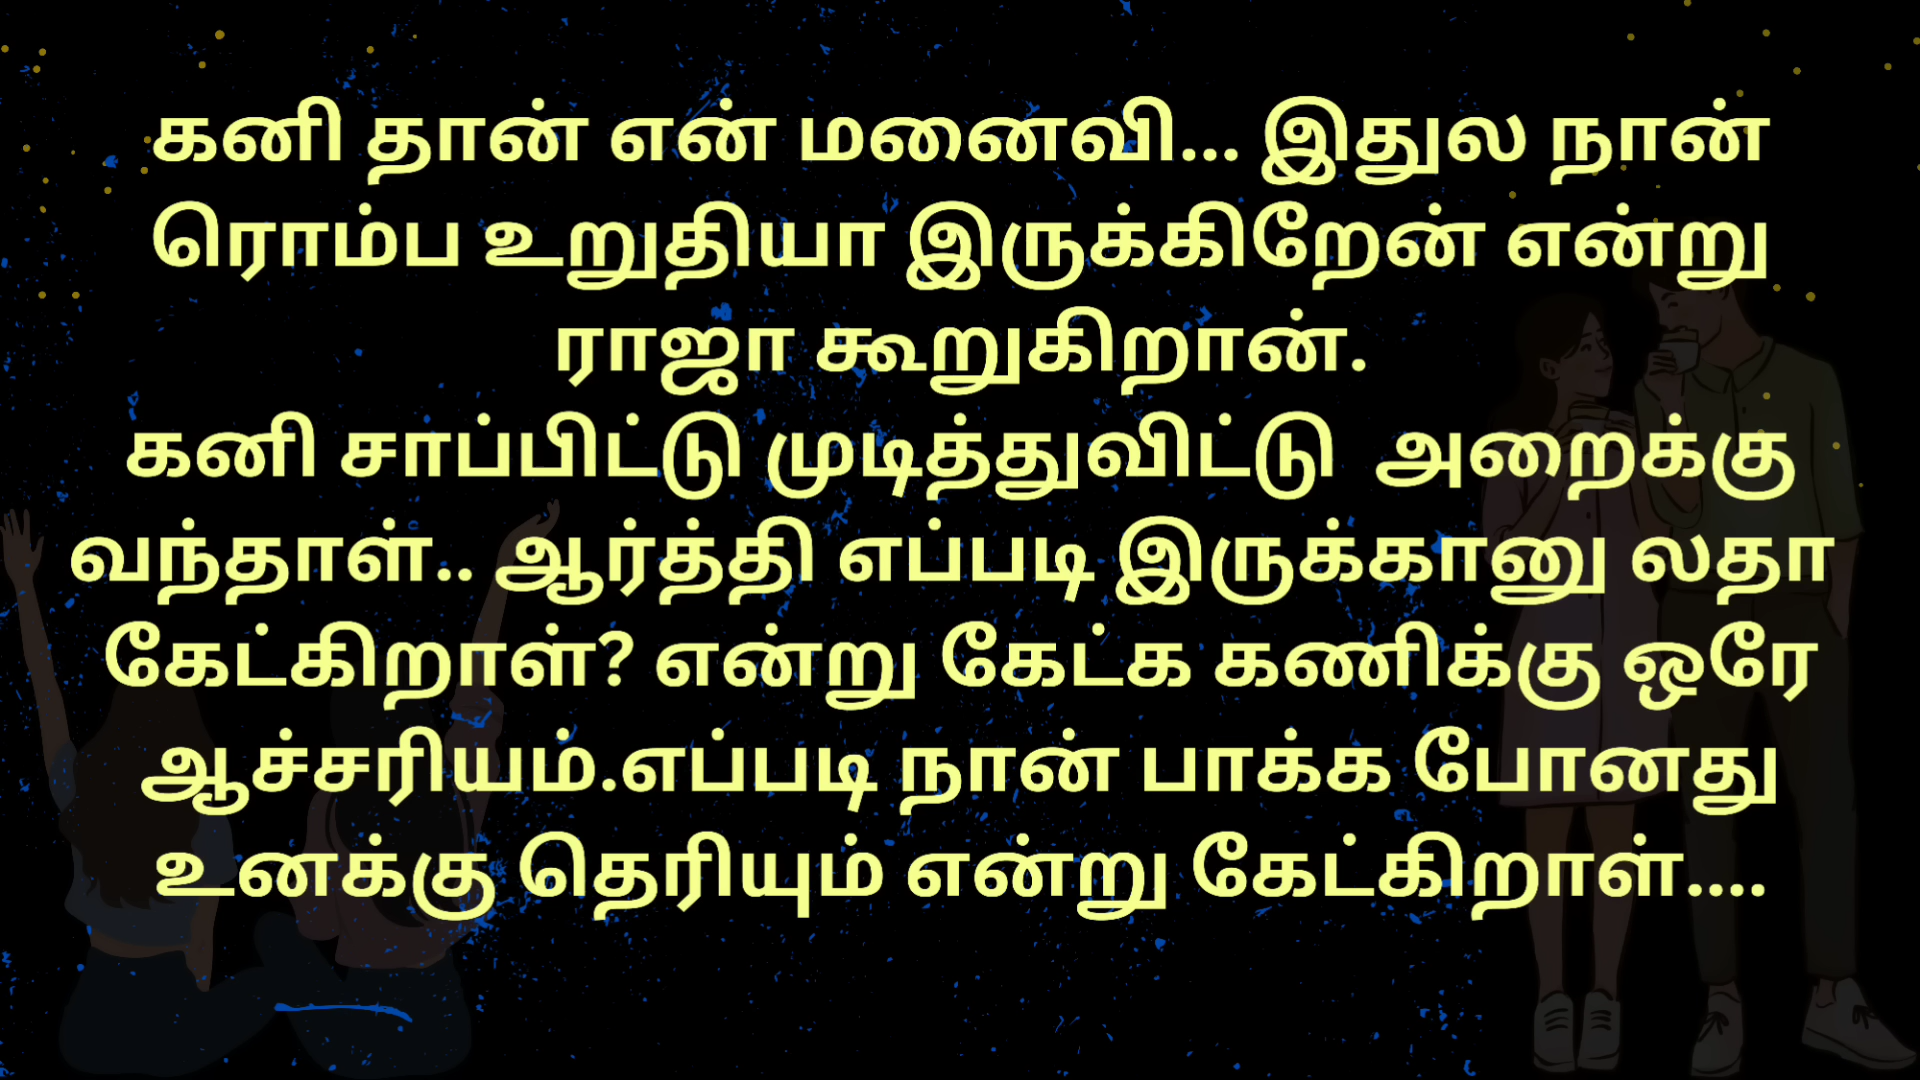 கனி தான் என் மனைவி... இதுல நான்
ரொம்ப உறுதியா இருக்கிறேன் என்று
ராஜா கூறுகிறான்.
கனி சாப்பிட்டு முடித்துவிட்டு  அறைக்கு
வந்தாள்.. ஆர்த்தி எப்படி இருக்கானு லதா
கேட்கிறாள்? என்று கேட்க கணிக்கு ஒரே
ஆச்சரியம்.எப்படி நான் பாக்க போனது
உனக்கு தெரியும் என்று கேட்கிறாள்....